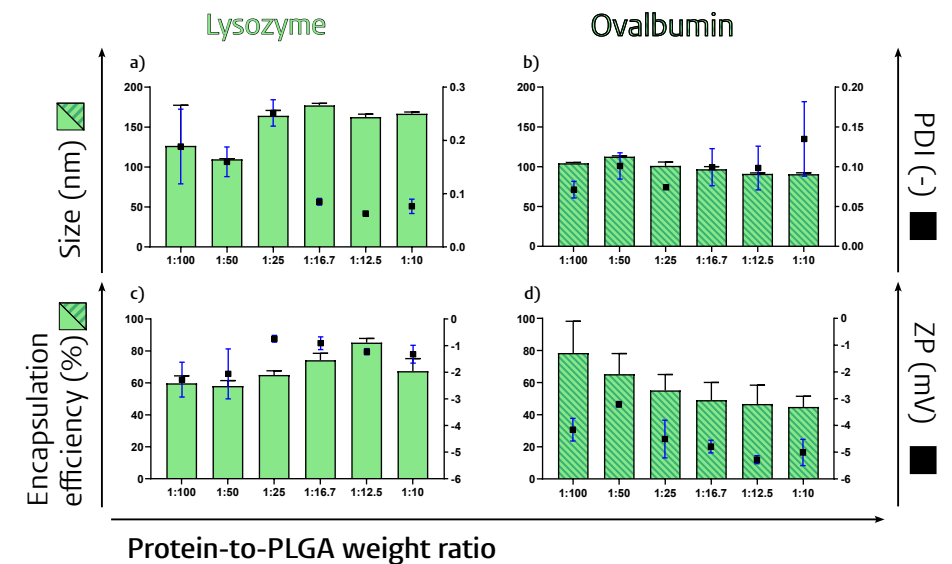 Lysozyme
Ovalbumin
a)
b)
200
150
100
50
0
0.3
0.2
0.1
0.0
200
150
100
50
0
0.20
0.15
0.10
0.05
0.00
1:100 1:50 1:25 1:16.7 1:12.5 1:10
1:100 1:50 1:25 1:16.7 1:12.5 1:10
Size (nm)
PDI (-)
c)
d)
100
80
60
40
20
0
0
-1
-2
-3
-4
-5
-6
100
80
60
40
20
0
0
-1
-2
-3
-4
-5
-6
1:100 1:50 1:25 1:16.7 1:12.5 1:10
1:100 1:50 1:25 1:16.7 1:12.5 1:10
Encapsulation
efficiency (%)
ZP (mV)
Protein-to-PLGA weight ratio